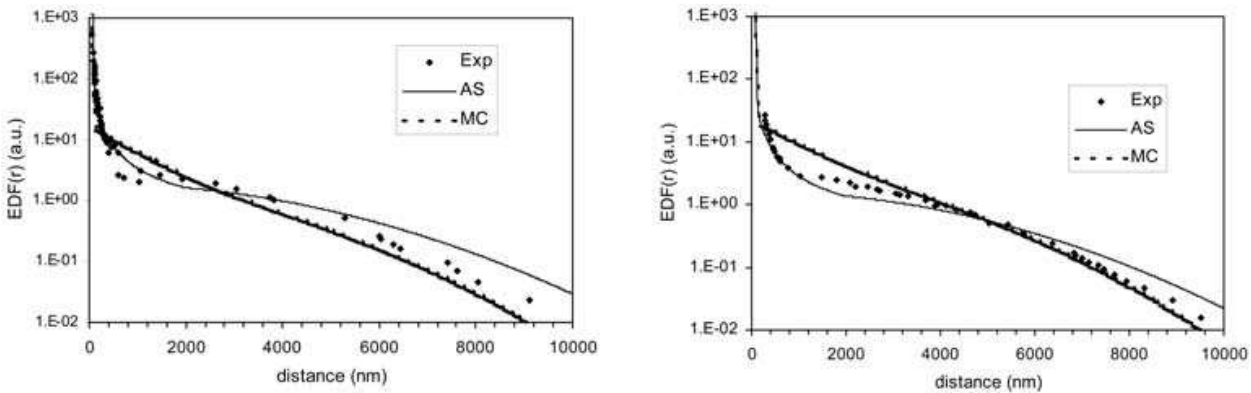 1.E+03
1.E+02
1.E+01
1.E+00
1.E-01
1.E-02
EDF(r) (a.u.)
Exp
AS
MC
0 2000 4000 6000 8000 10000
distance (nm)
1.E+03
1.E+02
1.E+01
1.E+00
1.E-01
1.E-02
EDF(r) (a.u.)
Exp
AS
MC
0 2000 4000 6000 8000 10000
distance (nm)